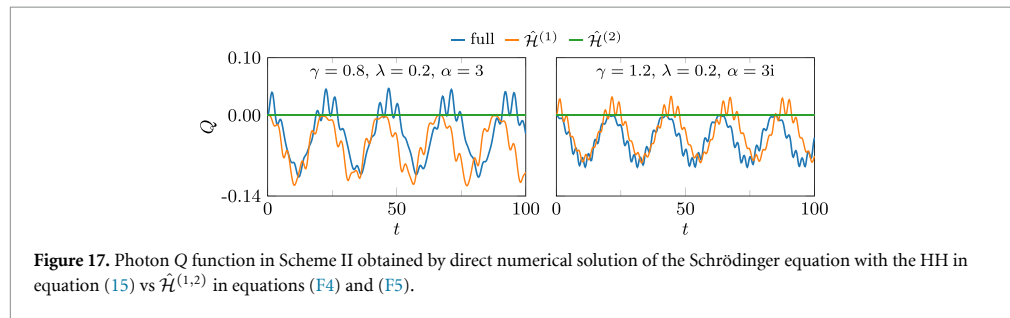 full Ĥ^(1) Ĥ^(2)
0.10
γ = 0.8, λ = 0.2, α = 3
γ = 1.2, λ = 0.2, α = 3i
0.00
Q
-0.14
0 50 100 0 50 100
t t
Figure 17. Photon Q function in Scheme II obtained by direct numerical solution of the Schrödinger equation with the HH in
equation (15) vs Ĥ^(1,2) in equations (F4) and (F5).